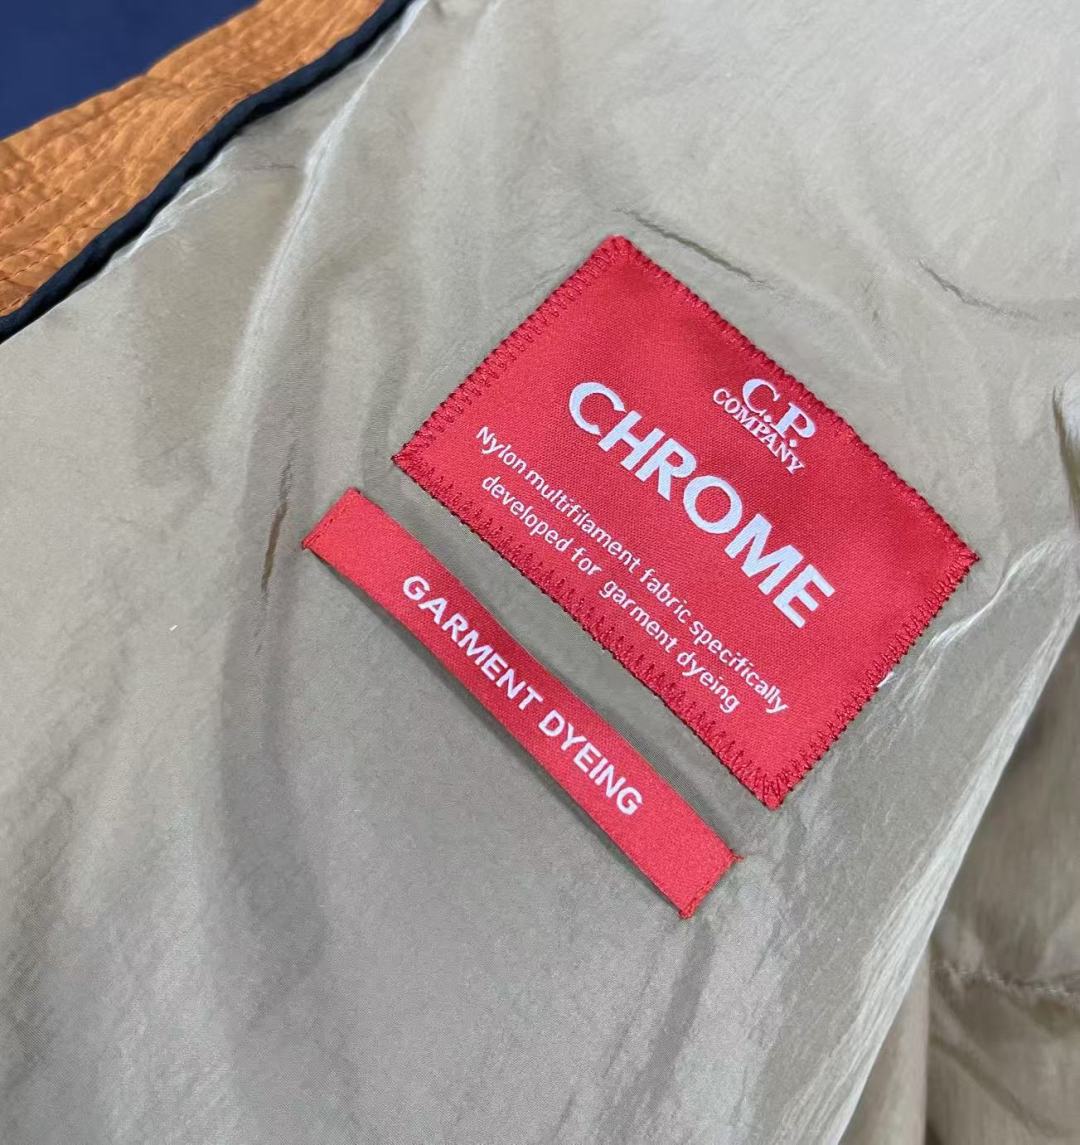 C.P.
COMPANY
CHROME
Nylon multifilament fabric specifically
developed for garment dyeing
GARMENT DYEING